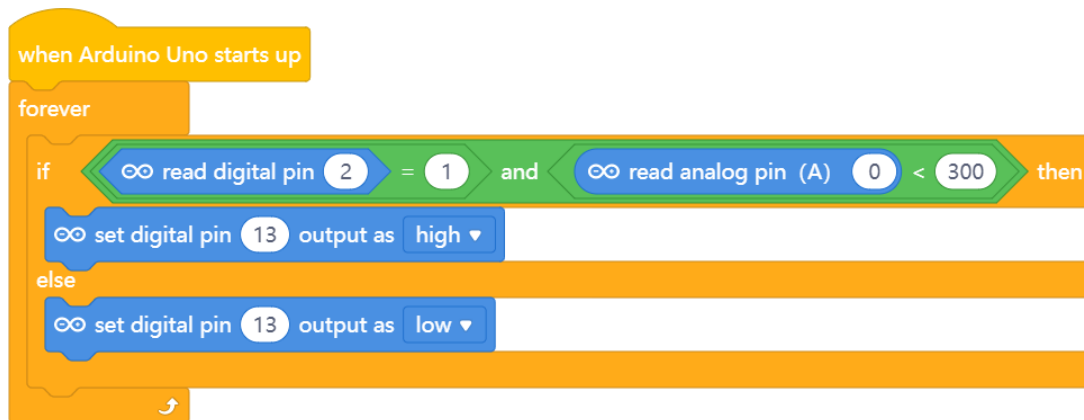 when Arduino Uno starts up
forever
if read digital pin 2 = 1 and read analog pin (A) 0 < 300 then
set digital pin 13 output as high
else
set digital pin 13 output as low